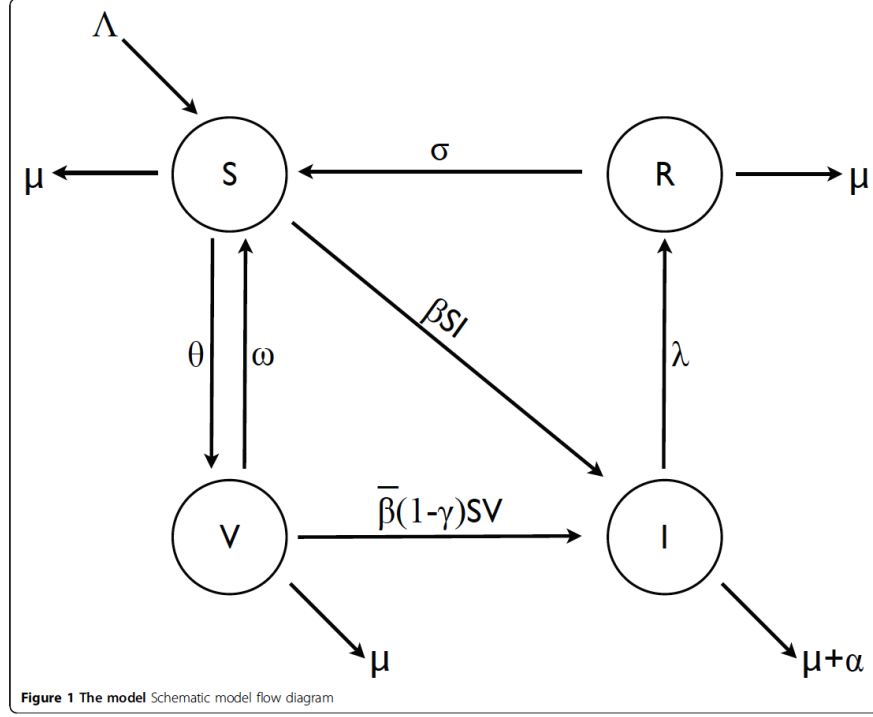 Λ
μ
S
σ
R
μ
βSI
θ
ω
λ
V
β̅(1-γ)SV
I
μ
μ+α
Figure 1 The model Schematic model flow diagram